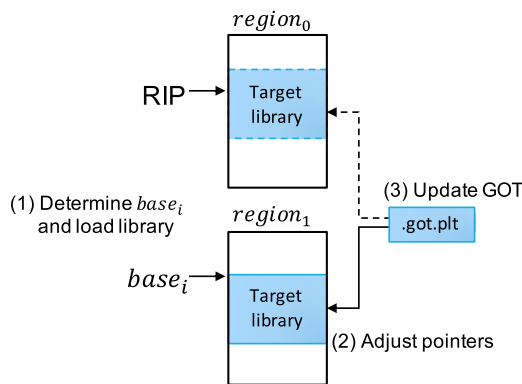 region₀
RIP
Target
library
(1) Determine baseᵢ
and load library
(3) Update GOT
.got.plt
region₁
baseᵢ
Target
library
(2) Adjust pointers